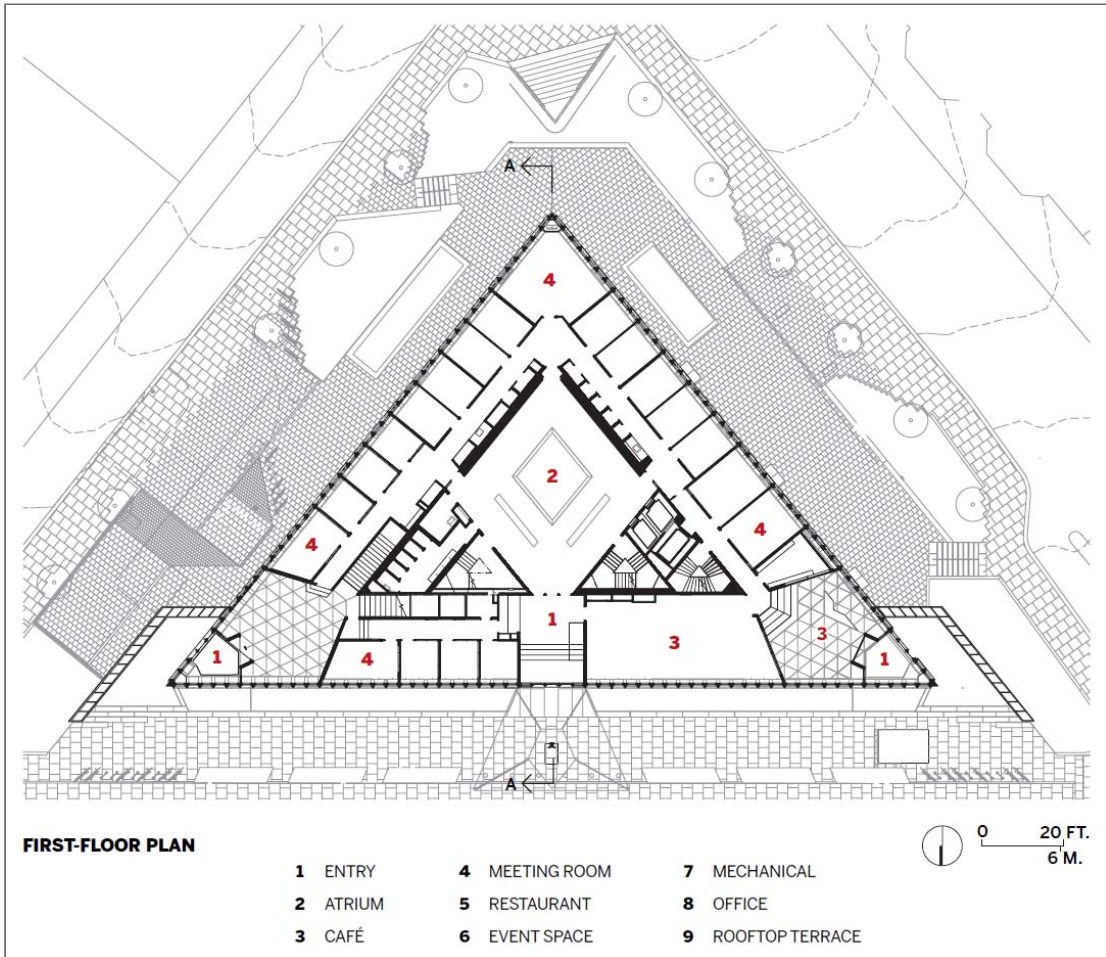 A
4
2
4
4
1
3
3
1
1
4
A
FIRST-FLOOR PLAN
0 20 FT.
6 M.
1 ENTRY
2 ATRIUM
3 CAFÉ
4 MEETING ROOM
5 RESTAURANT
6 EVENT SPACE
7 MECHANICAL
8 OFFICE
9 ROOFTOP TERRACE